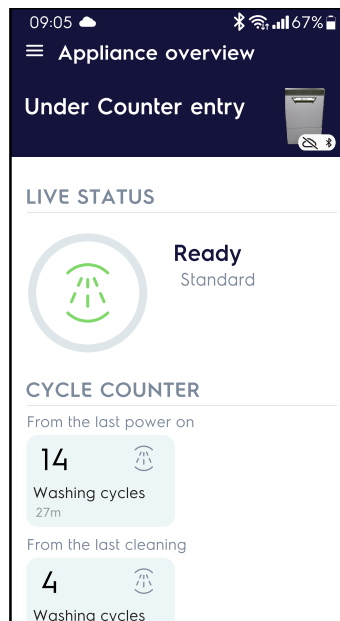 09:05 67%
Appliance overview
Under Counter entry
LIVE STATUS
Ready
Standard
CYCLE COUNTER
From the last power on
14
Washing cycles
27m
From the last cleaning
4
Washing cycles